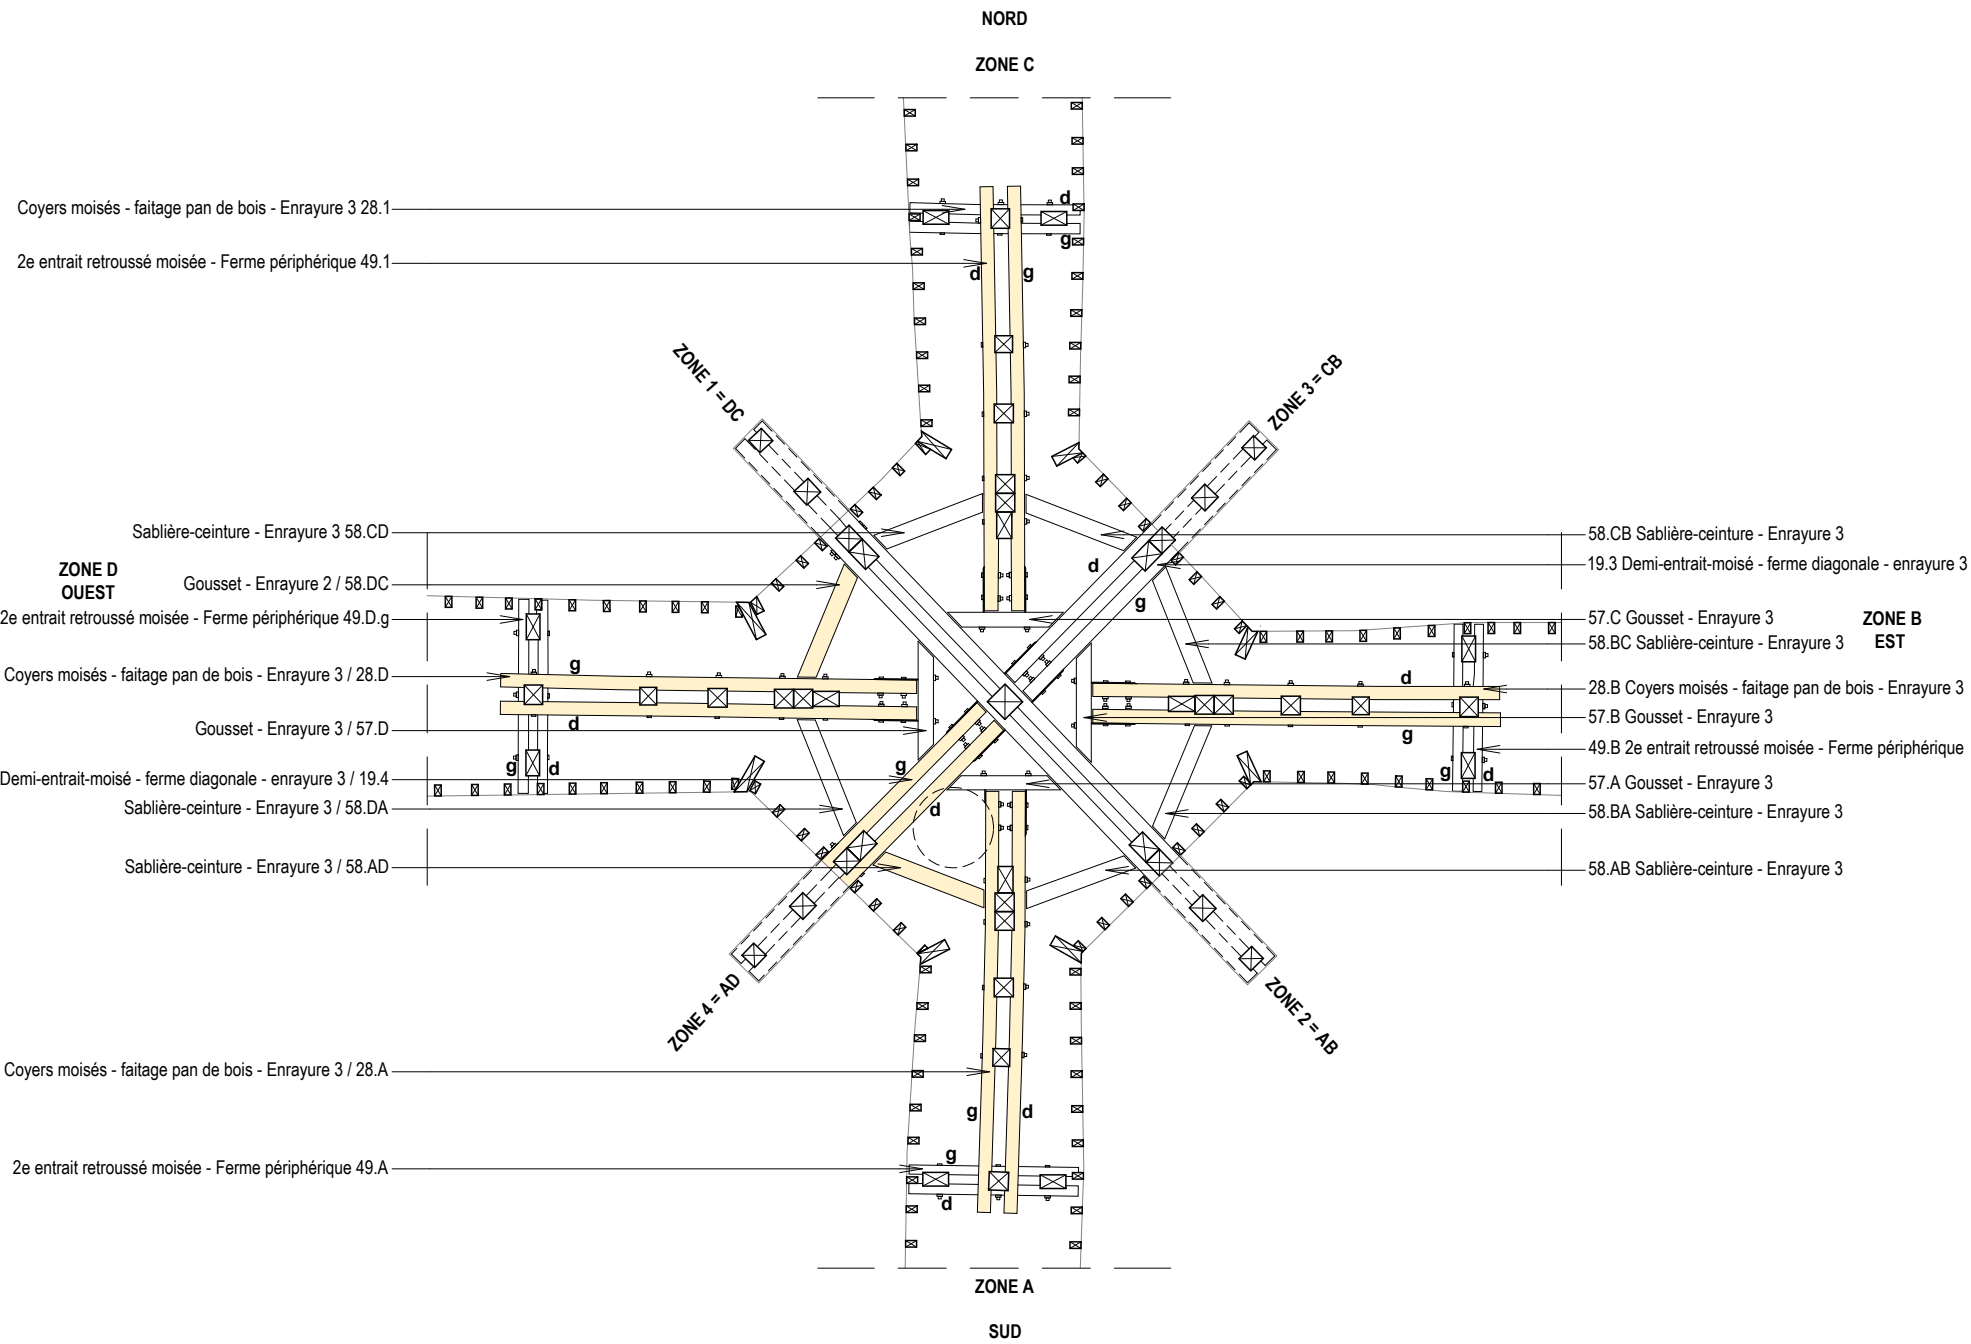 NORD
ZONE C
Coyers moisés - faitage pan de bois - Enrayure 3 28.1
d
g
2e entrait retroussé moisée - Ferme périphérique 49.1
d
g
ZONE 1 = DC
ZONE 3 = CB
Sablière-ceinture - Enrayure 3 58.CD
58.CB Sablière-ceinture - Enrayure 3
d
19.3 Demi-entrait-moisé - ferme diagonale - enrayure 3
ZONE D
OUEST
Gousset - Enrayure 2 / 58.DC
g
2e entrait retroussé moisée - Ferme périphérique 49.D.g
57.C Gousset - Enrayure 3
ZONE B
EST
58.BC Sablière-ceinture - Enrayure 3
Coyers moisés - faitage pan de bois - Enrayure 3 / 28.D
g
d
28.B Coyers moisés - faitage pan de bois - Enrayure 3
57.B Gousset - Enrayure 3
Gousset - Enrayure 3 / 57.D
d
g
49.B 2e entrait retroussé moisée - Ferme périphérique
g
d
g
g
d
Demi-entrait-moisé - ferme diagonale - enrayure 3 / 19.4
57.A Gousset - Enrayure 3
Sablière-ceinture - Enrayure 3 / 58.DA
d
58.BA Sablière-ceinture - Enrayure 3
Sablière-ceinture - Enrayure 3 / 58.AD
58.AB Sablière-ceinture - Enrayure 3
ZONE 4 = AD
ZONE 2 = AB
Coyers moisés - faitage pan de bois - Enrayure 3 / 28.A
g
d
2e entrait retroussé moisée - Ferme périphérique 49.A
g
d
ZONE A
SUD